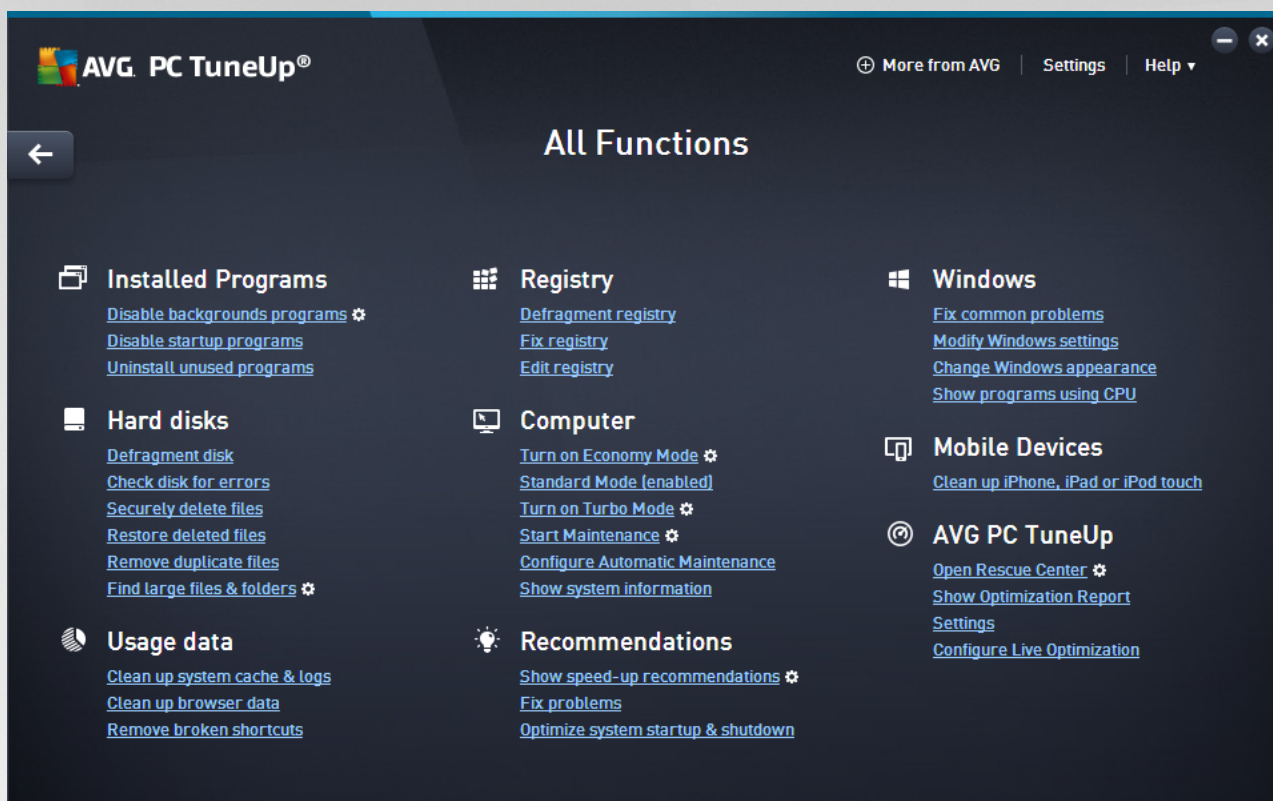 AVG. PC TuneUp®
More from AVG
Settings
Help
All Functions
Installed Programs
Disable backgrounds programs
Disable startup programs
Uninstall unused programs
Hard disks
Defragment disk
Check disk for errors
Securely delete files
Restore deleted files
Remove duplicate files
Find large files & folders
Usage data
Clean up system cache & logs
Clean up browser data
Remove broken shortcuts
Registry
Defragment registry
Fix registry
Edit registry
Computer
Turn on Economy Mode
Standard Mode (enabled)
Turn on Turbo Mode
Start Maintenance
Configure Automatic Maintenance
Show system information
Recommendations
Show speed-up recommendations
Fix problems
Optimize system startup & shutdown
Windows
Fix common problems
Modify Windows settings
Change Windows appearance
Show programs using CPU
Mobile Devices
Clean up iPhone, iPad or iPod touch
AVG PC TuneUp
Open Rescue Center
Show Optimization Report
Settings
Configure Live Optimization